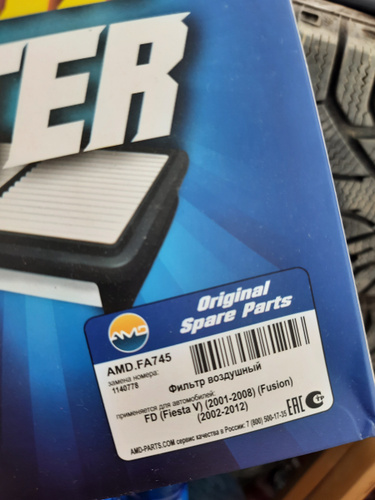 TER
AMD
Original
Spare Parts
AMD.FA745
замена номера:
1140778
Фильтр воздушный
применяется для автомобилей:
FD (Fiesta V) (2001-2008) (Fusion)
(2002-2012)
AMD-PARTS.COM сервис качества в России: 7 (800) 500-17-35
EAC